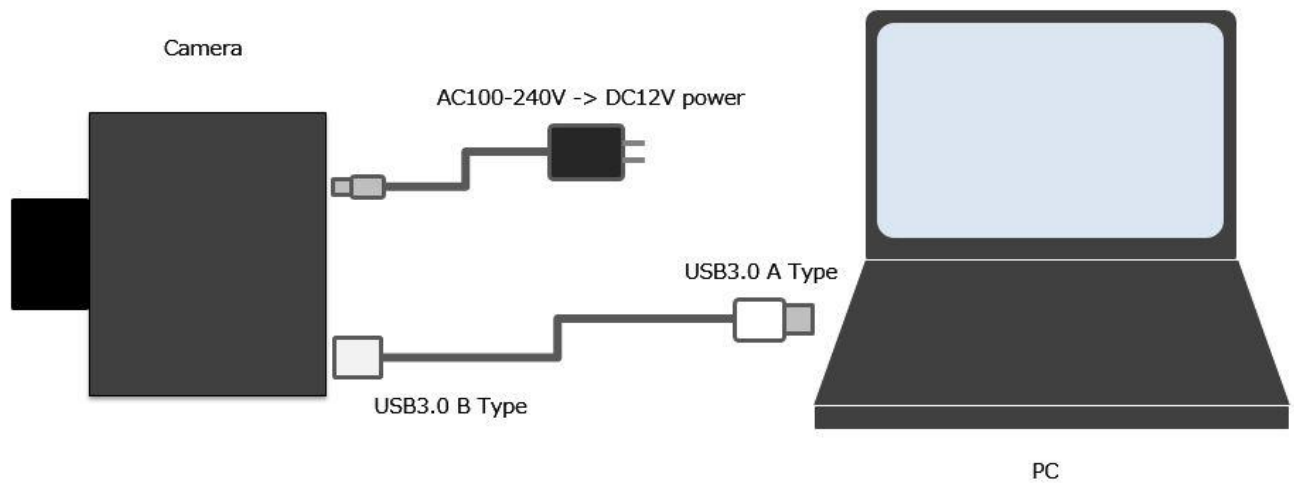 Camera
AC100-240V -> DC12V power
USB3.0 A Type
USB3.0 B Type
PC